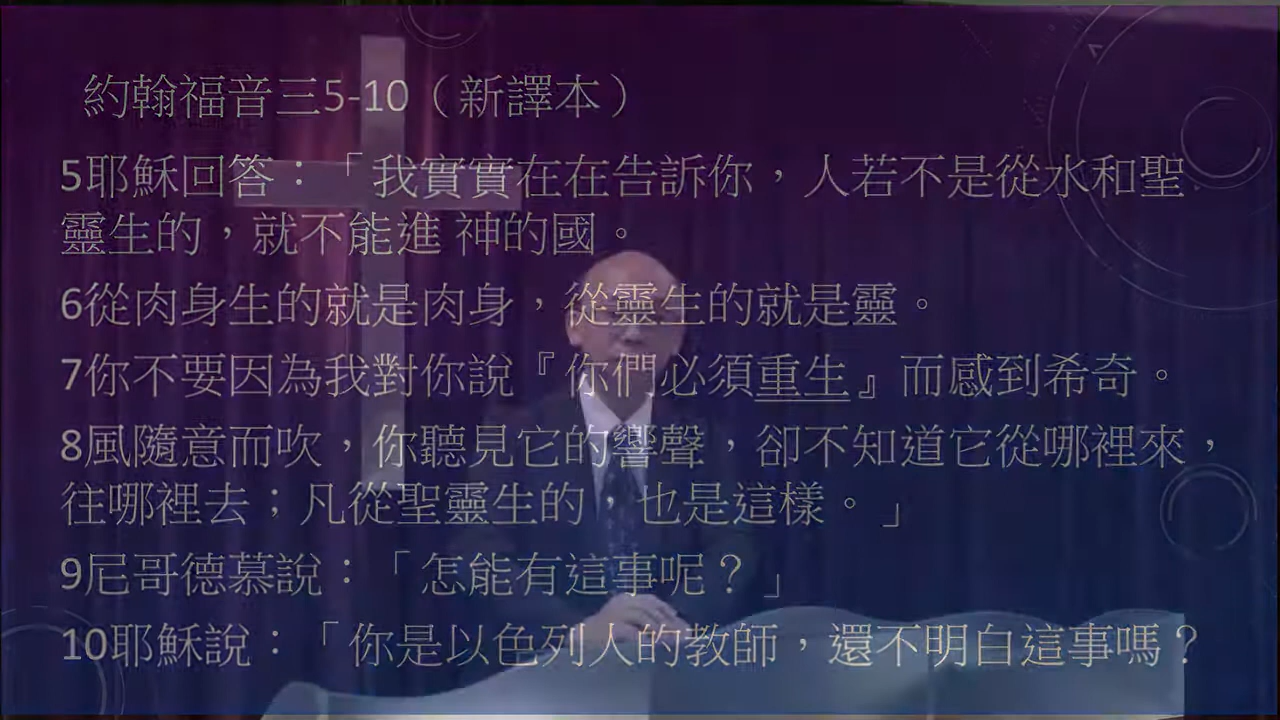 約翰福音三5-10（新譯本）
5耶穌回答：「我實實在在告訴你，人若不是從水和聖
靈生的，就不能進 神的國。
6從肉身生的就是肉身，從靈生的就是靈。
7你不要因為我對你說『你們必須重生』而感到希奇。
8風隨意而吹，你聽見它的響聲，卻不知道它從哪裡來，
往哪裡去；凡從聖靈生的，也是這樣。」
9尼哥德慕說：「怎能有這事呢？」
10耶穌說：「你是以色列人的教師，還不明白這事嗎？